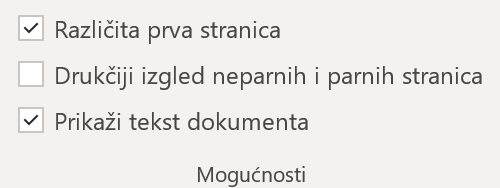 Različita prva stranica
Drukčiji izgled neparnih i parnih stranica
Prikaži tekst dokumenta
Mogućnosti